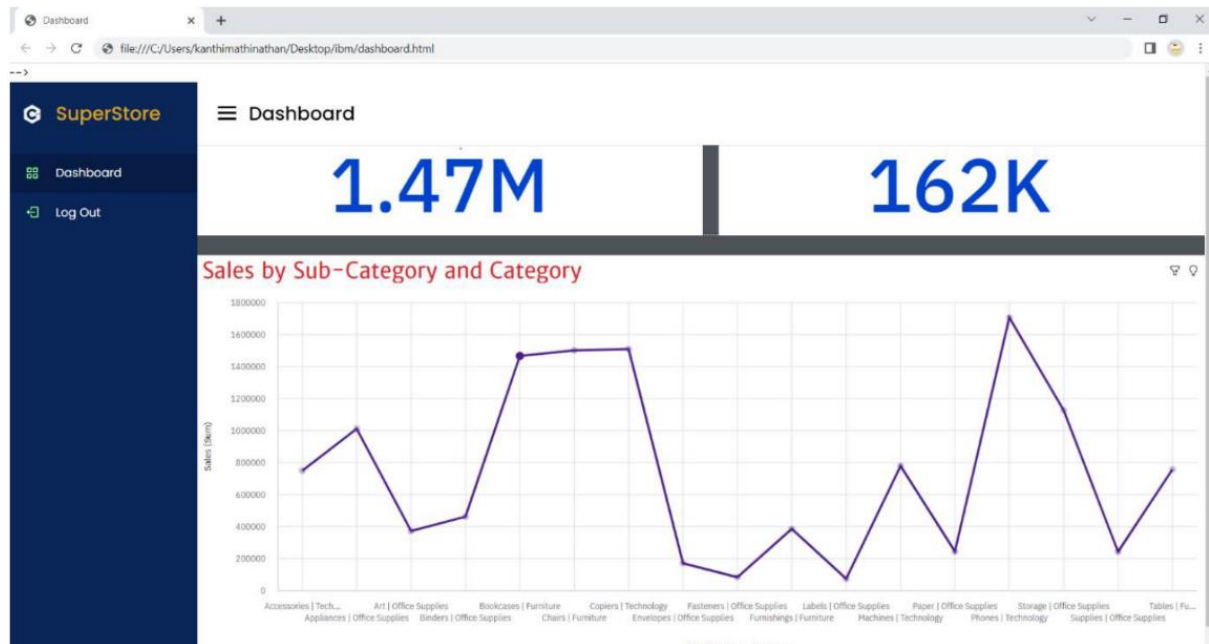 Dashboard
file:///C:/Users/kanthimathinathan/Desktop/ibm/dashboard.html
-->
SuperStore
Dashboard
Dashboard
Log Out
1.47M
162K
Sales by Sub-Category and Category
1800000
1600000
1400000
1200000
1000000
800000
600000
400000
200000
0
Sales (Sum)
Accessories | Tech...
Appliances | Office Supplies
Art | Office Supplies
Binders | Office Supplies
Bookcases | Furniture
Chairs | Furniture
Copiers | Technology
Envelopes | Office Supplies
Fasteners | Office Supplies
Furnishings | Furniture
Labels | Office Supplies
Machines | Technology
Paper | Office Supplies
Phones | Technology
Storage | Office Supplies
Supplies | Office Supplies
Tables | Fu...